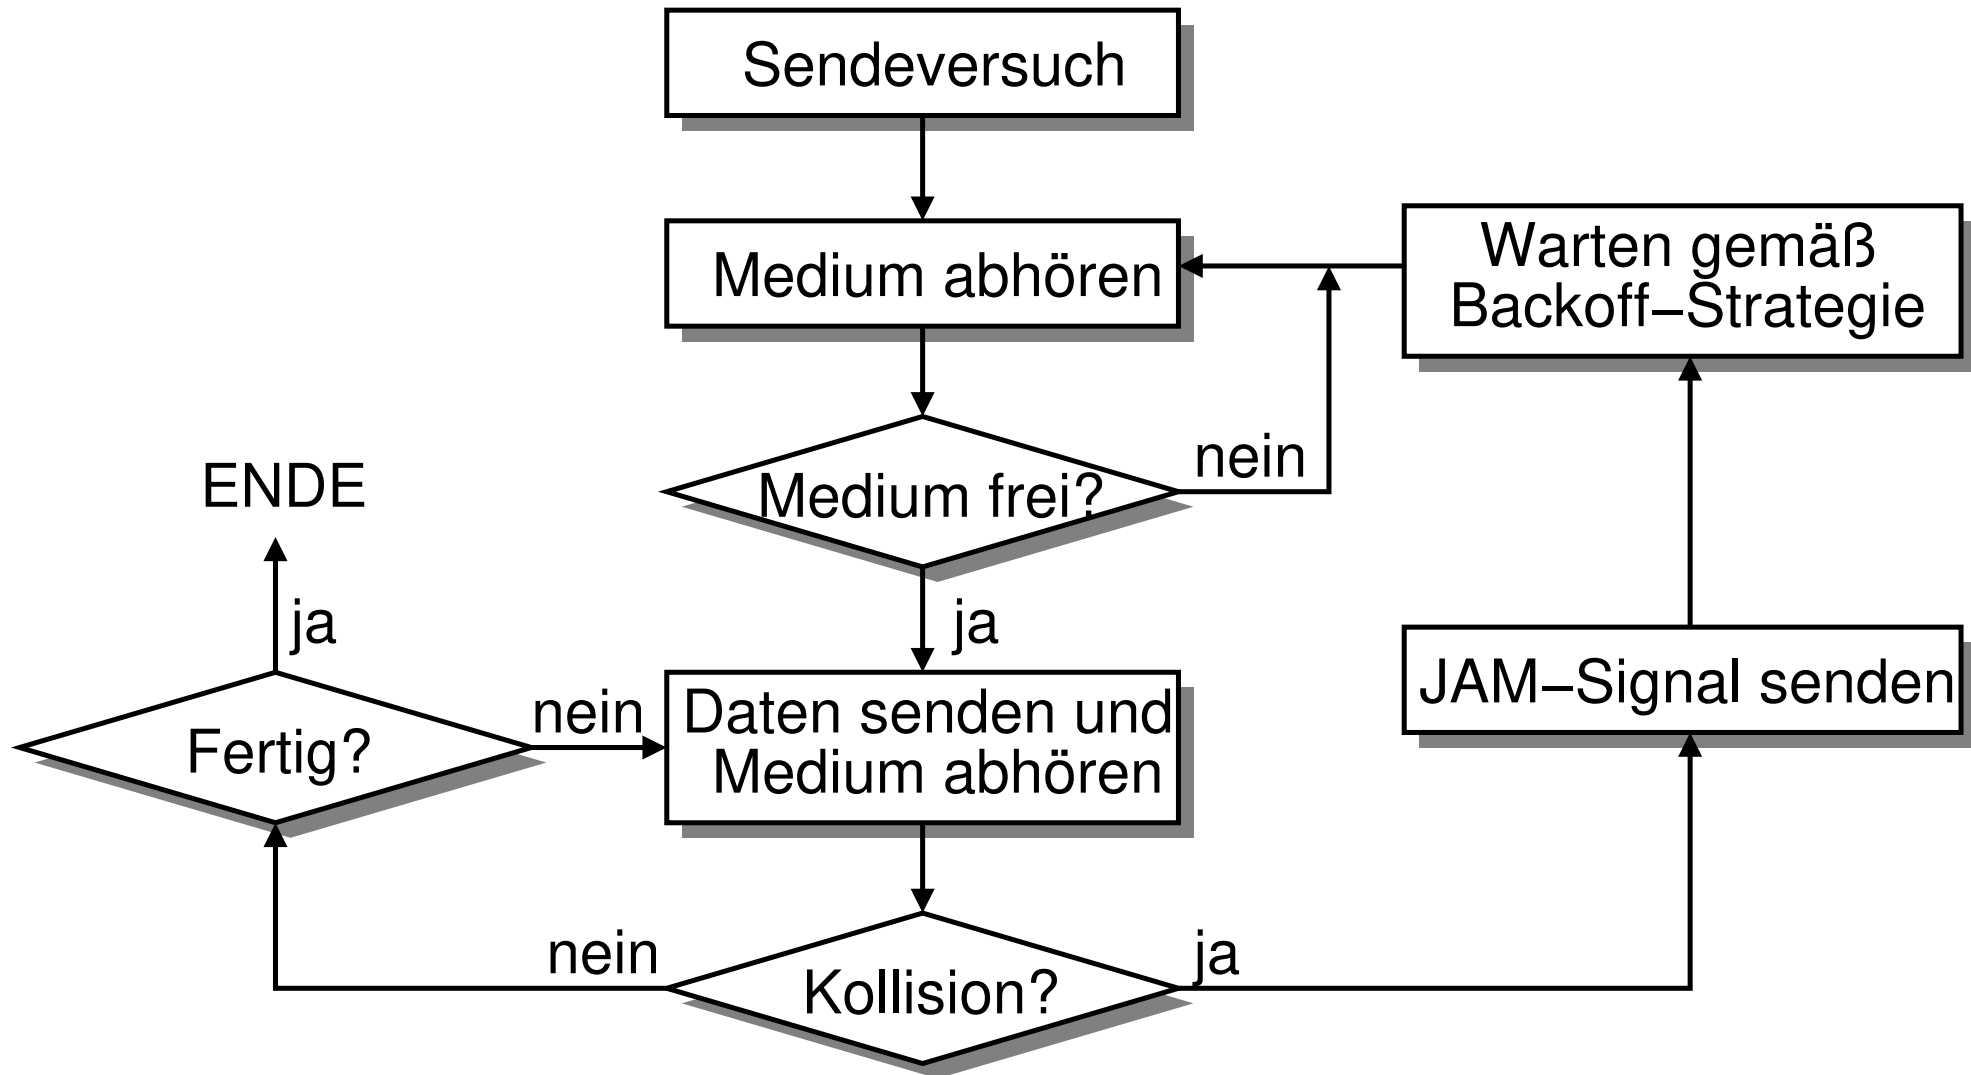 Sendeversuch
Medium abhören
Warten gemäß
Backoff–Strategie
Medium frei?
nein
ENDE
ja
ja
JAM–Signal senden
Fertig?
nein
Daten senden und
Medium abhören
nein
Kollision?
ja